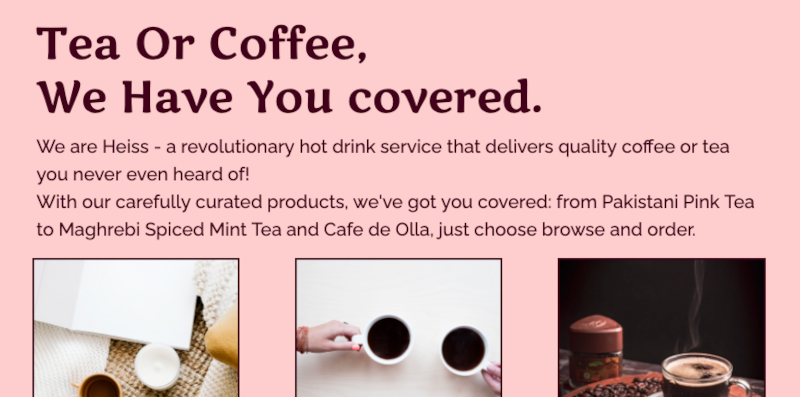 Tea Or Coffee,
We Have You covered.
We are Heiss - a revolutionary hot drink service that delivers quality coffee or tea
you never even heard of!
With our carefully curated products, we've got you covered: from Pakistani Pink Tea
to Maghrebi Spiced Mint Tea and Cafe de Olla, just choose browse and order.